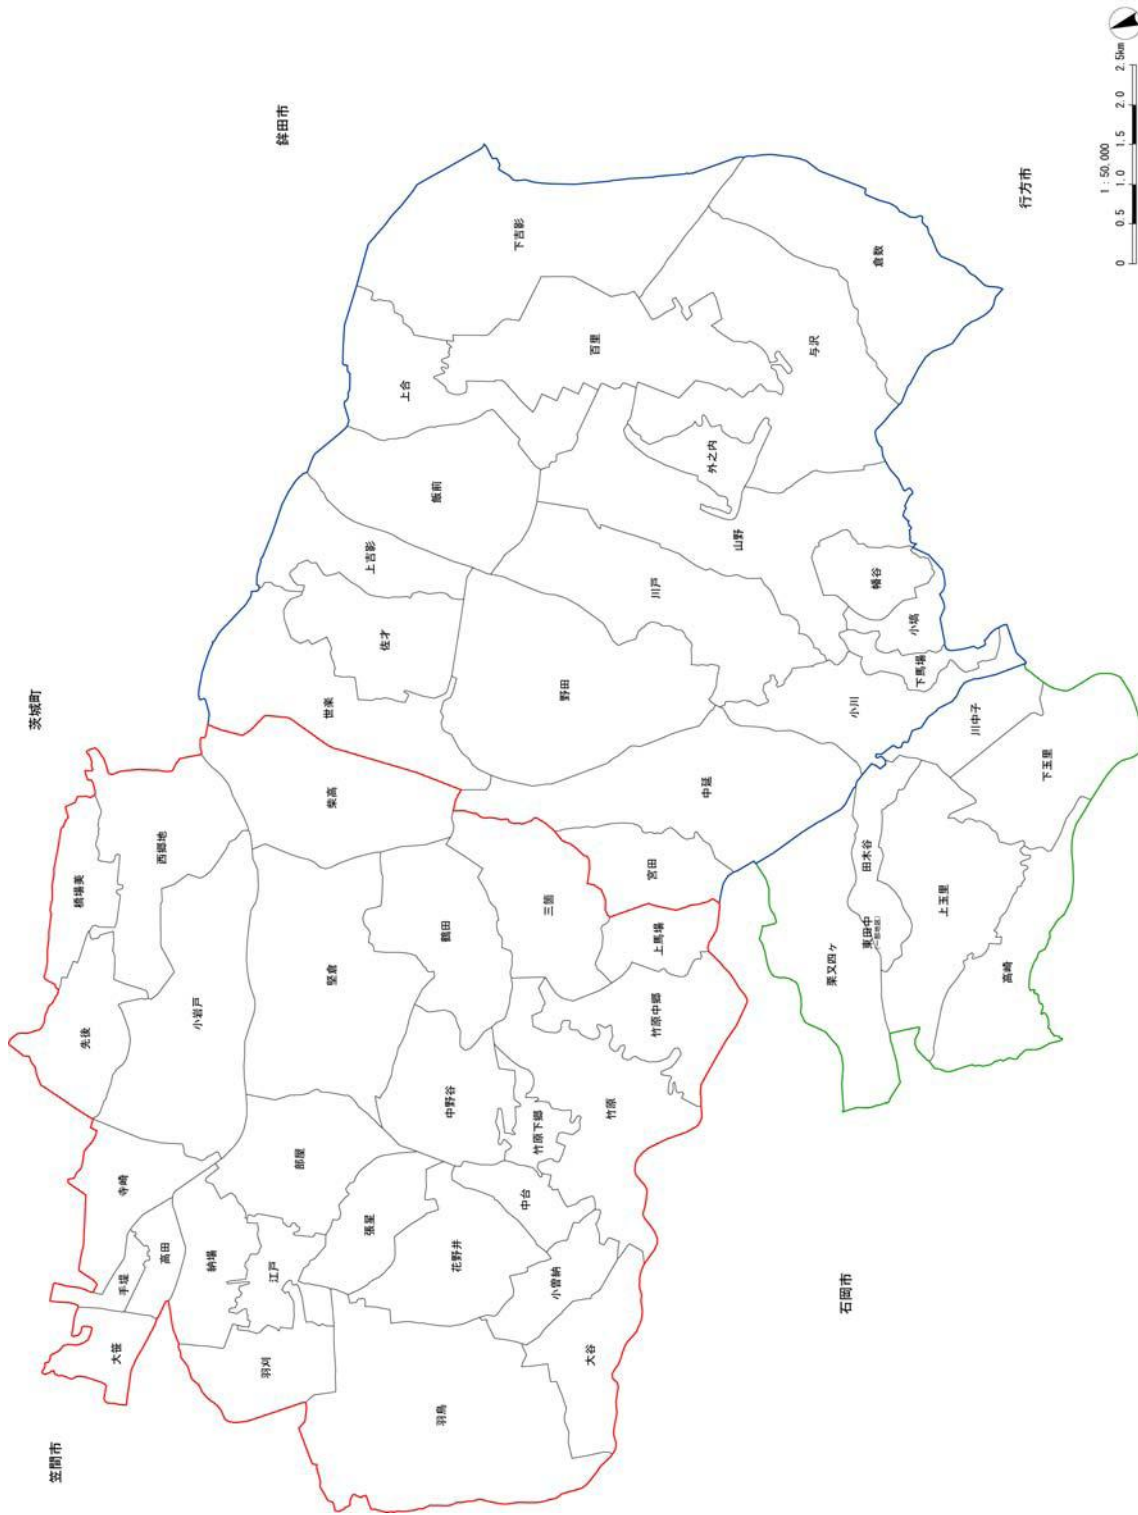 笠間市
茨城町
鉾田市
行方市
石岡市
大笹
手堤
高田
寺崎
先後
橋場美
西郷地
小岩戸
納場
江戸
羽刈
部屋
堅倉
柴高
鶴田
中野谷
張星
花野井
羽鳥
大谷
小曽納
中台
竹原下郷
竹原
竹原中郷
三箇
上馬場
世楽
佐才
上吉影
飯前
上合
下吉影
百里
与沢
倉数
外之内
山野
川戸
野田
幡谷
小塙
下馬場
小川
中延
宮田
川中子
下玉里
田木谷
上玉里
東田中
(一部地区)
栗又四ケ
高崎
1:50,000
0 0.5 1.0 1.5 2.0 2.5km